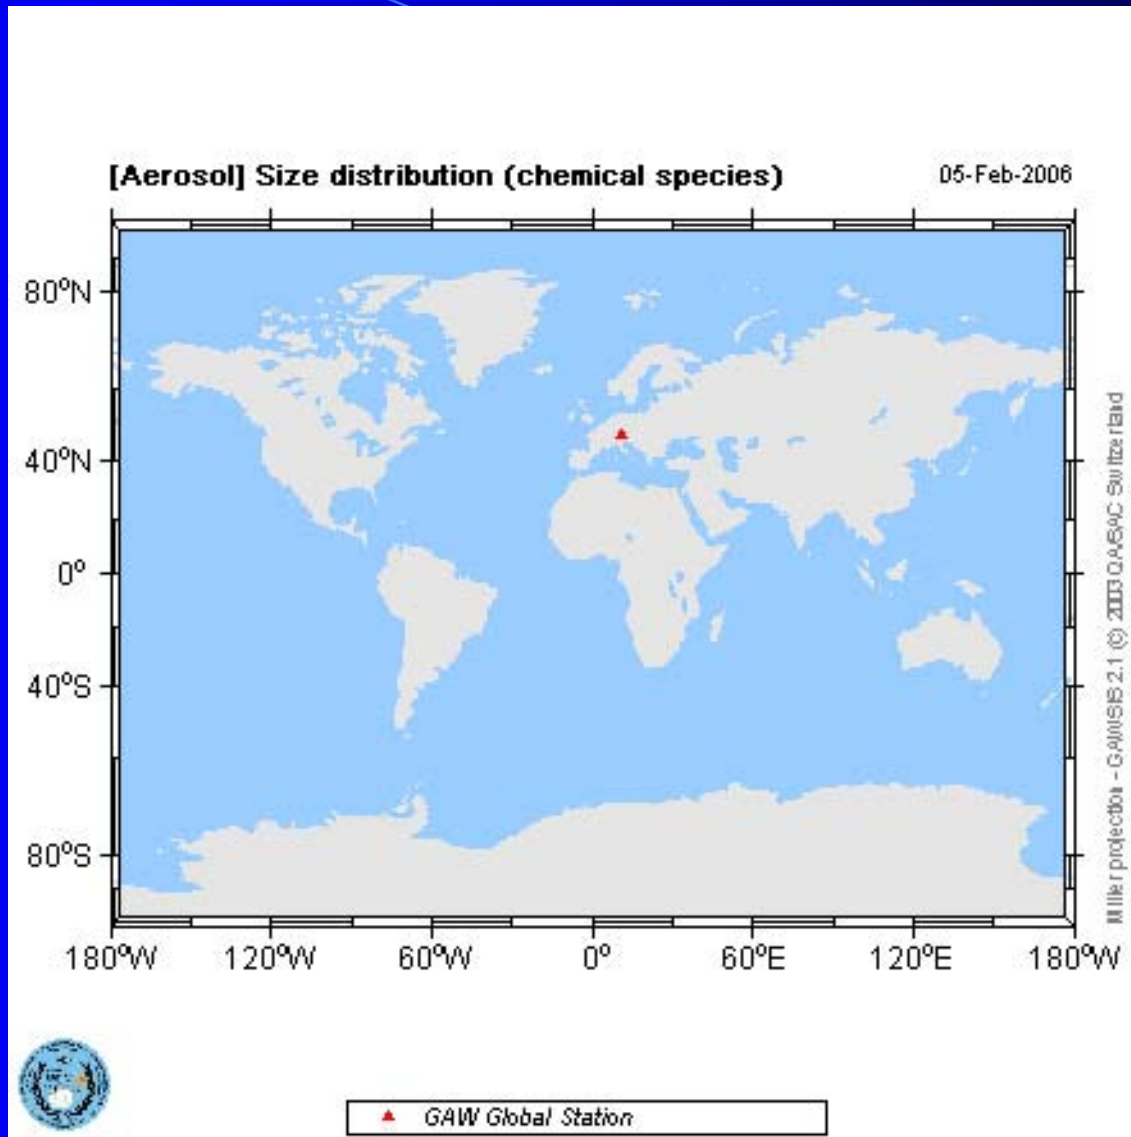 [Aerosol] Size distribution (chemical species)
05-Feb-2006
80°N
40°N
0°
40°S
80°S
180°W
120°W
60°W
0°
60°E
120°E
180°W
Miller projection - GAWSIS 2.1 (c) 2003 QA/SAC Switzerland
GAW Global Station